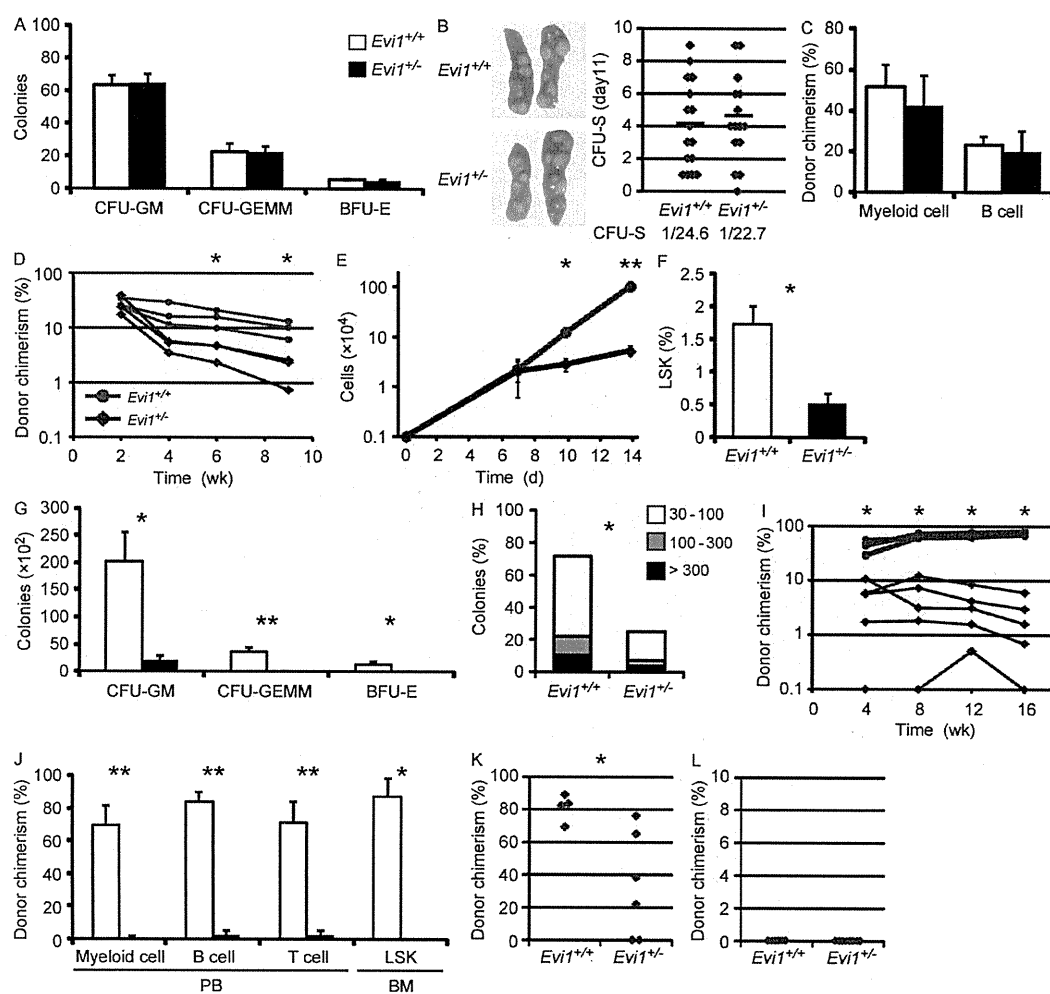 A
Colonies
100
80
60
40
20
0
CFU-GM
CFU-GEMM
BFU-E
Evi1+/+
Evi1+/-
B
Evi1+/+
Evi1+/-
CFU-S (day11)
10
8
6
4
2
0
Evi1+/+
Evi1+/-
CFU-S 1/24.6 1/22.7
C
Donor chimerism (%)
80
60
40
20
0
Myeloid cell
B cell
D
Donor chimerism (%)
100
10
1
0.1
* *
Evi1+/+
Evi1+/-
0 2 4 6 8 10
Time (wk)
E
Cells (×10⁴)
100
10
1
0.1
* **
0 2 4 6 8 10 12 14
Time (d)
F
LSK (%)
2.5
2
1.5
1
0.5
0
*
Evi1+/+
Evi1+/-
G
Colonies (×10²)
300
250
200
150
100
50
0
* ** *
CFU-GM
CFU-GEMM
BFU-E
H
Colonies (%)
100
80
60
40
20
0
*
30-100
100-300
> 300
Evi1+/+
Evi1+/-
I
Donor chimerism (%)
100
10
1
0.1
* * * *
0 4 8 12 16
Time (wk)
J
Donor chimerism (%)
100
80
60
40
20
0
** ** ** *
Myeloid cell
B cell
T cell
LSK
PB
BM
K
Donor chimerism (%)
100
80
60
40
20
0
*
Evi1+/+
Evi1+/-
L
Donor chimerism (%)
10
8
6
4
2
0
Evi1+/+
Evi1+/-